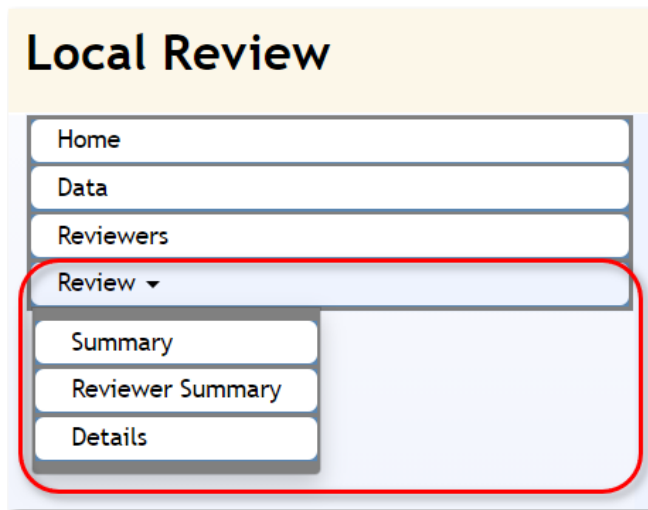 Local Review
Home
Data
Reviewers
Review
Summary
Reviewer Summary
Details